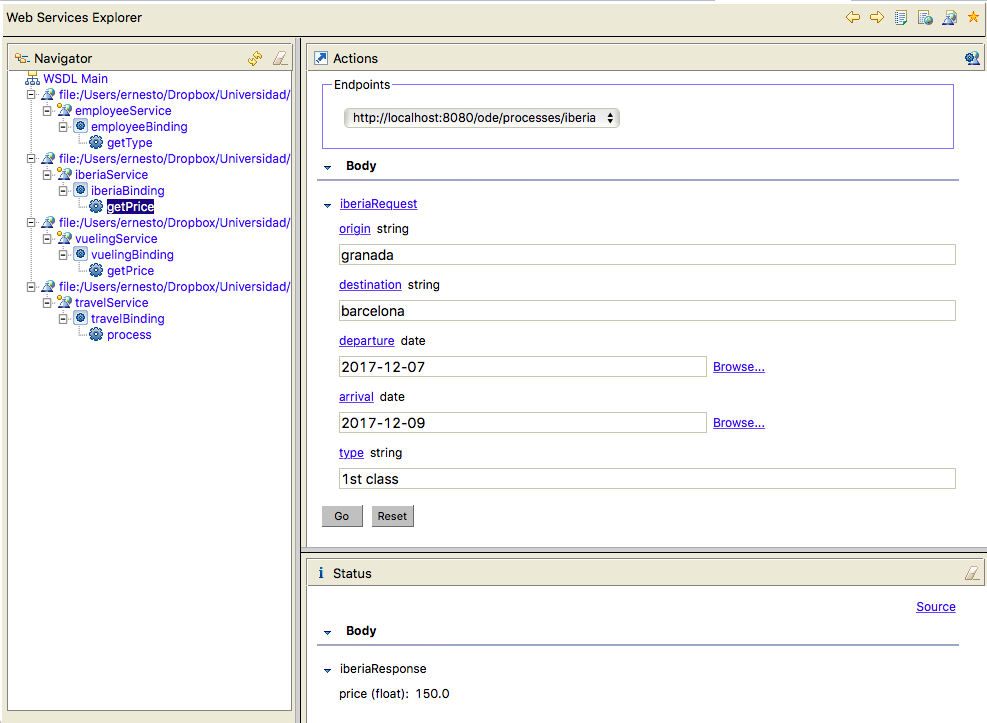 Web Services Explorer
Navigator
WSDL Main
file:/Users/ernesto/Dropbox/Universidad/
employeeService
employeeBinding
getType
file:/Users/ernesto/Dropbox/Universidad/
iberiaService
iberiaBinding
getPrice
file:/Users/ernesto/Dropbox/Universidad/
vuelingService
vuelingBinding
getPrice
file:/Users/ernesto/Dropbox/Universidad/
travelService
travelBinding
process
Actions
Endpoints
http://localhost:8080/ode/processes/iberia
Body
iberiaRequest
origin string
granada
destination string
barcelona
departure date
2017-12-07 Browse...
arrival date
2017-12-09 Browse...
type string
1st class
Go Reset
i Status
Source
Body
iberiaResponse
price (float): 150.0